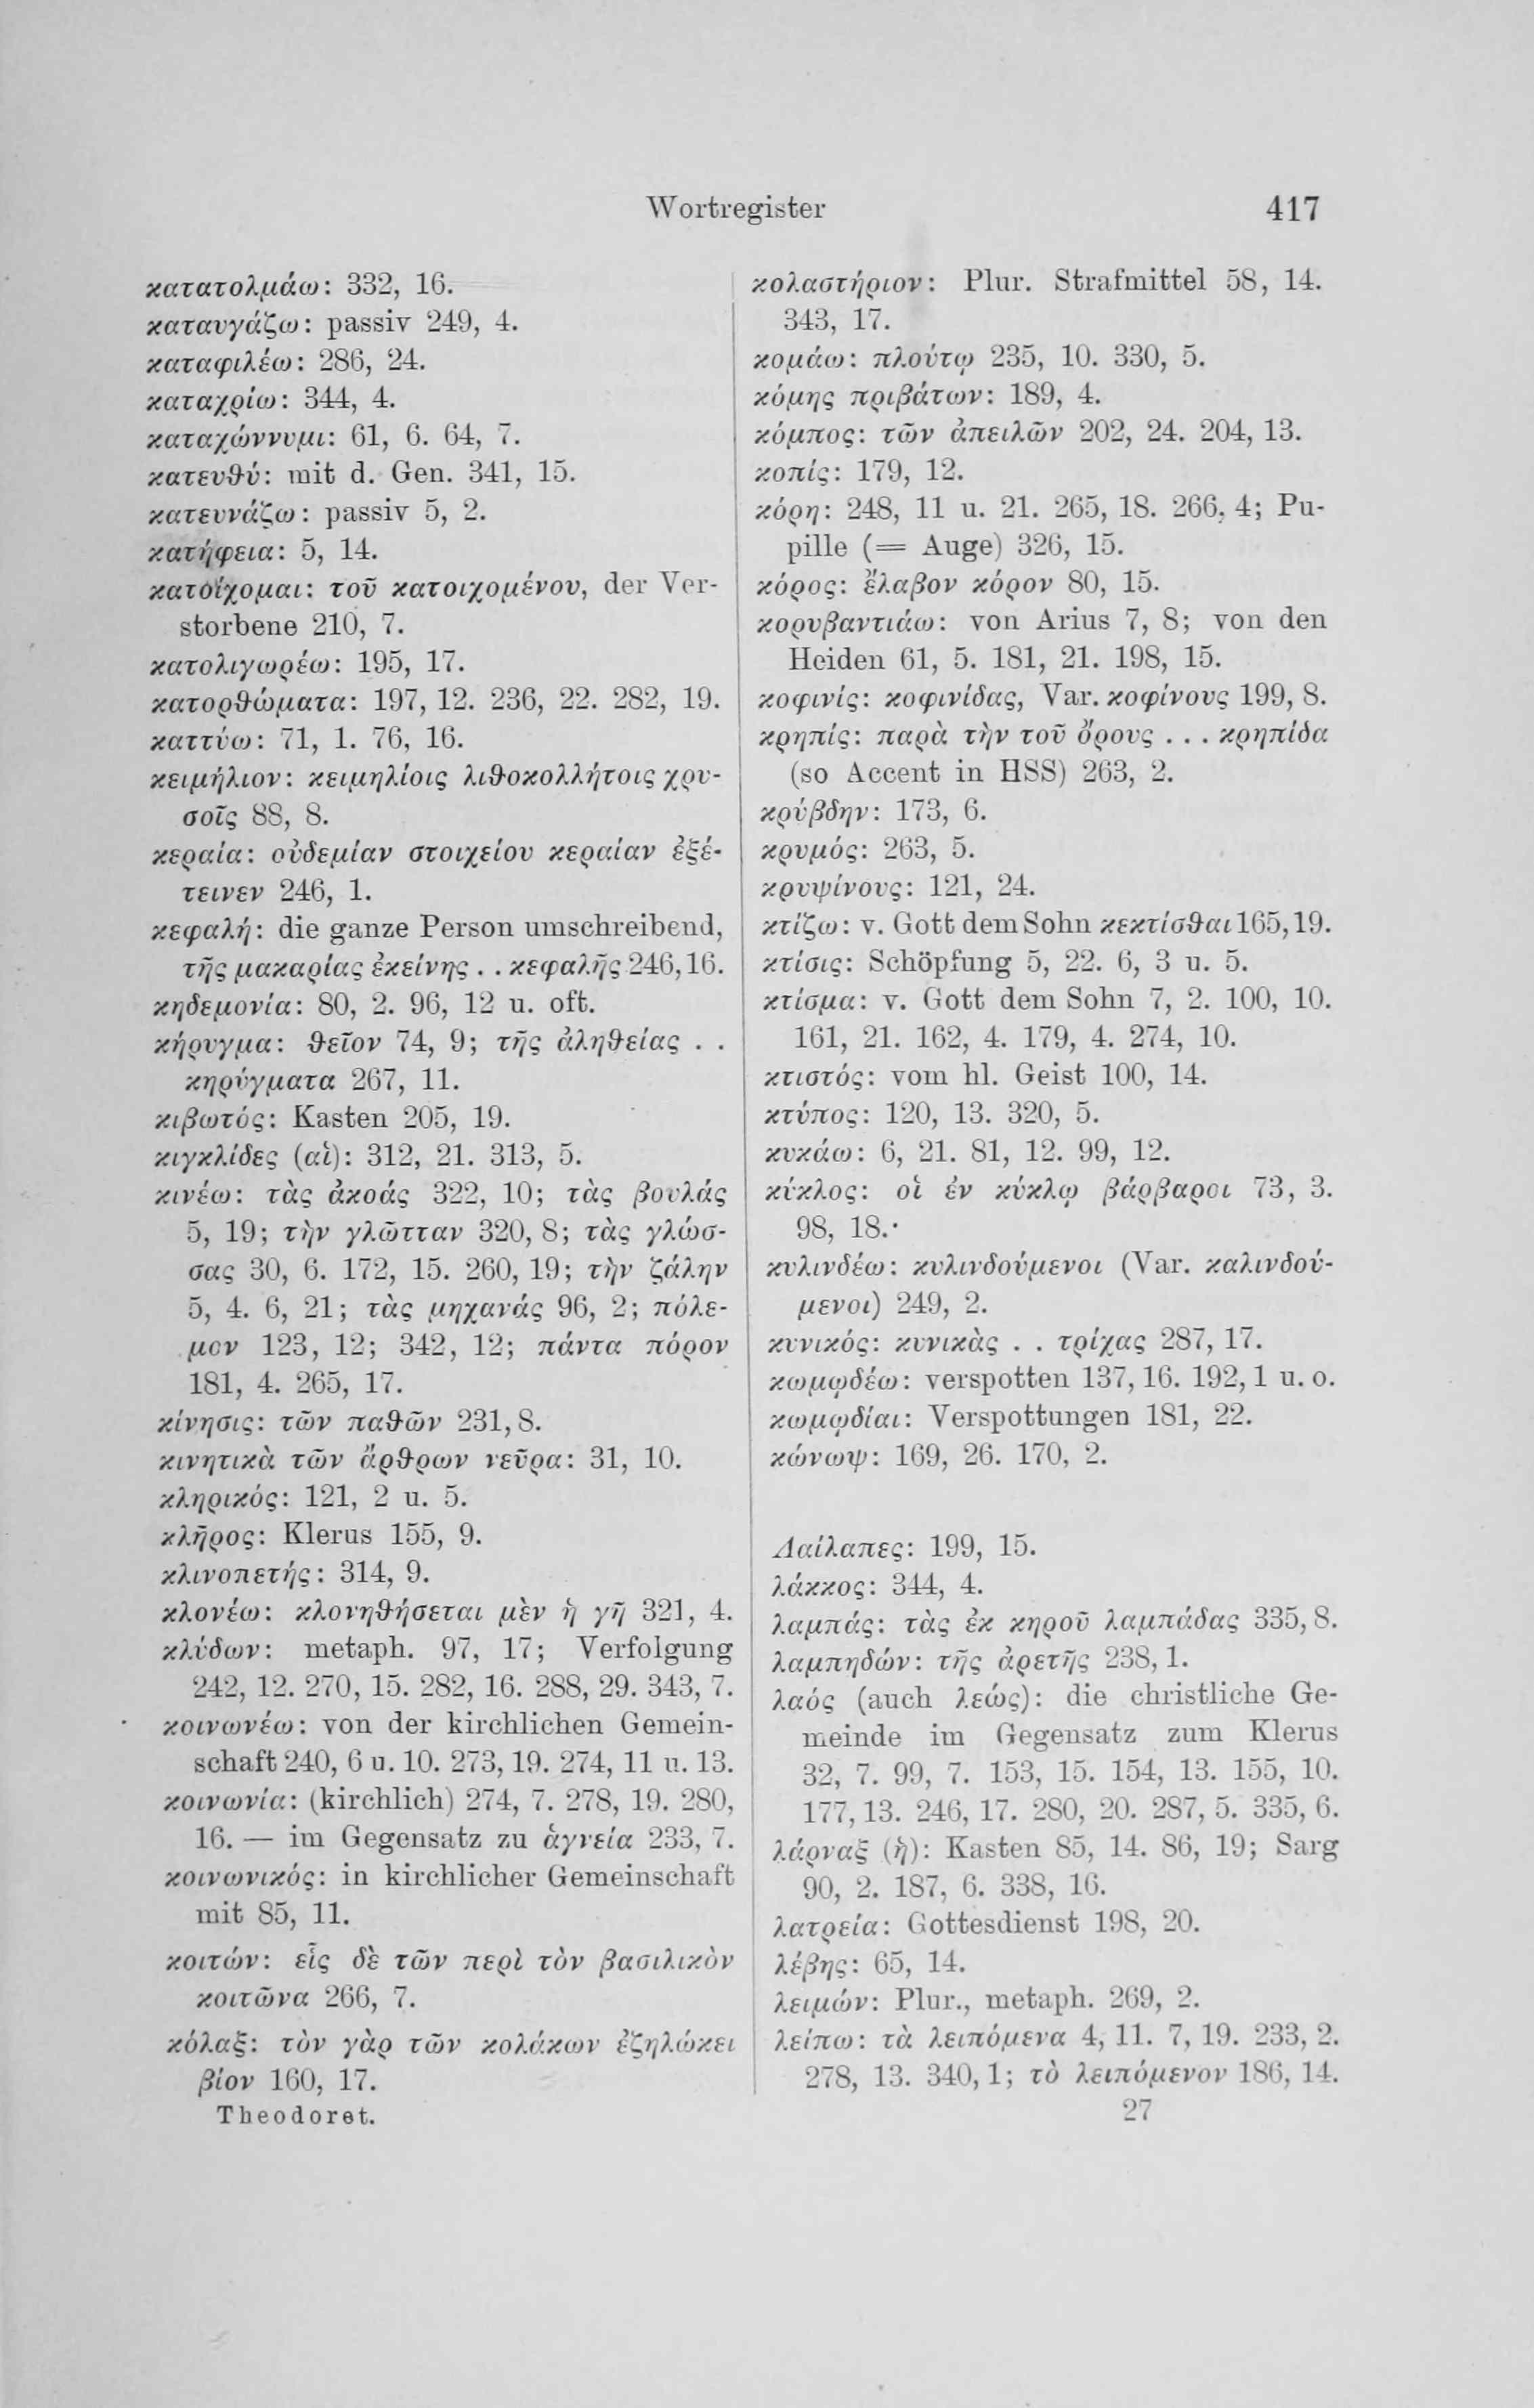 Wortregister 417
κατατολμάω: 332, 16.
καταυγάζω: passiv 249, 4.
καταφιλέω: 286, 24.
καταχρίω: 344, 4.
καταχώννυμι: 61, 6. 64, 7.
κατευθύ: mit d. Gen. 341, 15.
κατευνάζω: passiv 5, 2.
κατήφεια: 5, 14.
κατοίχομαι: τοῦ κατοιχομένου, der Ver-
storbene 210, 7.
κατολιγωρέω: 195, 17.
κατορθώματα: 197, 12. 236, 22. 282, 19.
καττύω: 71, 1. 76, 16.
κειμήλιον: κειμηλίοις λιθοκολλήτοις χρυ-
σοῖς 88, 8.
κεραία: οὐδεμίαν στοιχείου κεραίαν ἐξέ-
τεινεν 246, 1.
κεφαλή: die ganze Person umschreibend,
τῆς μακαρίας ἐκείνης . . κεφαλῆς 246, 16.
κηδεμονία: 80, 2. 96, 12 u. oft.
κήρυγμα: θεῖον 74, 9; τῆς ἀληθείας . .
κηρύγματα 267, 11.
κιβωτός: Kasten 205, 19.
κιγκλίδες (αἱ): 312, 21. 313, 5.
κινέω: τὰς ἀκοάς 322, 10; τὰς βουλάς
5, 19; τὴν γλῶτταν 320, 8; τὰς γλώσ-
σας 30, 6. 172, 15. 260, 19; τὴν ζάλην
5, 4. 6, 21; τὰς μηχανάς 96, 2; πόλε-
μον 123, 12; 342, 12; πάντα πόρον
181, 4. 265, 17.
κίνησις: τῶν παθῶν 231, 8.
κινητικὰ τῶν ἄρθρων νεῦρα: 31, 10.
κληρικός: 121, 2 u. 5.
κλῆρος: Klerus 155, 9.
κλινοπετής: 314, 9.
κλονέω: κλονηθήσεται μὲν ἡ γῆ 321, 4.
κλύδων: metaph. 97, 17; Verfolgung
242, 12. 270, 15. 282, 16. 288, 29. 343, 7.
κοινωνέω: von der kirchlichen Gemein-
schaft 240, 6 u. 10. 273, 19. 274, 11 u. 13.
κοινωνία: (kirchlich) 274, 7. 278, 19. 280,
16. — im Gegensatz zu ἁγνεία 233, 7.
κοινωνικός: in kirchlicher Gemeinschaft
mit 85, 11.
κοιτών: εἷς δὲ τῶν περὶ τὸν βασιλικὸν
κοιτῶνα 266, 7.
κόλαξ: τὸν γὰρ τῶν κολάκων ἐζηλώκει
βίον 160, 17.
κολαστήριον: Plur. Strafmittel 58, 14.
343, 17.
κομάω: πλούτῳ 235, 10. 330, 5.
κόμης πριβάτων: 189, 4.
κόμπος: τῶν ἀπειλῶν 202, 24. 204, 13.
κοπίς: 179, 12.
κόρη: 248, 11 u. 21. 265, 18. 266, 4; Pu-
pille (= Auge) 326, 15.
κόρος: ἔλαβον κόρον 80, 15.
κορυβαντιάω: von Arius 7, 8; von den
Heiden 61, 5. 181, 21. 198, 15.
κοφινίς: κοφινίδας, Var. κοφίνους 199, 8.
κρηπίς: παρὰ τὴν τοῦ ὄρους . . . κρηπίδα
(so Accent in HSS) 263, 2.
κρύβδην: 173, 6.
κρυμός: 263, 5.
κρυψίνους: 121, 24.
κτίζω: v. Gott dem Sohn κεκτίσθαι 165, 19.
κτίσις: Schöpfung 5, 22. 6, 3 u. 5.
κτίσμα: v. Gott dem Sohn 7, 2. 100, 10.
161, 21. 162, 4. 179, 4. 274, 10.
κτιστός: vom hl. Geist 100, 14.
κτύπος: 120, 13. 320, 5.
κυκάω: 6, 21. 81, 12. 99, 12.
κύκλος: οἱ ἐν κύκλῳ βάρβαροι 73, 3.
98, 18.
κυλινδέω: κυλινδούμενοι (Var. καλινδού-
μενοι) 249, 2.
κυνικός: κυνικὰς . . τρίχας 287, 17.
κωμῳδέω: verspotten 137, 16. 192, 1 u. o.
κωμῳδίαι: Verspottungen 181, 22.
κώνωψ: 169, 26. 170, 2.
Λαίλαπες: 199, 15.
λάκκος: 344, 4.
λαμπάς: τὰς ἐκ κηροῦ λαμπάδας 335, 8.
λαμπηδών: τῆς ἀρετῆς 238, 1.
λαός (auch λεώς): die christliche Ge-
meinde im Gegensatz zum Klerus
32, 7. 99, 7. 153, 15. 154, 13. 155, 10.
177, 13. 246, 17. 280, 20. 287, 5. 335, 6.
λάρναξ (ἡ): Kasten 85, 14. 86, 19; Sarg
90, 2. 187, 6. 338, 16.
λατρεία: Gottesdienst 198, 20.
λέβης: 65, 14.
λειμών: Plur., metaph. 269, 2.
λείπω: τὰ λειπόμενα 4, 11. 7, 19. 233, 2.
278, 13. 340, 1; τὸ λειπόμενον 186, 14.
Theodoret. 27